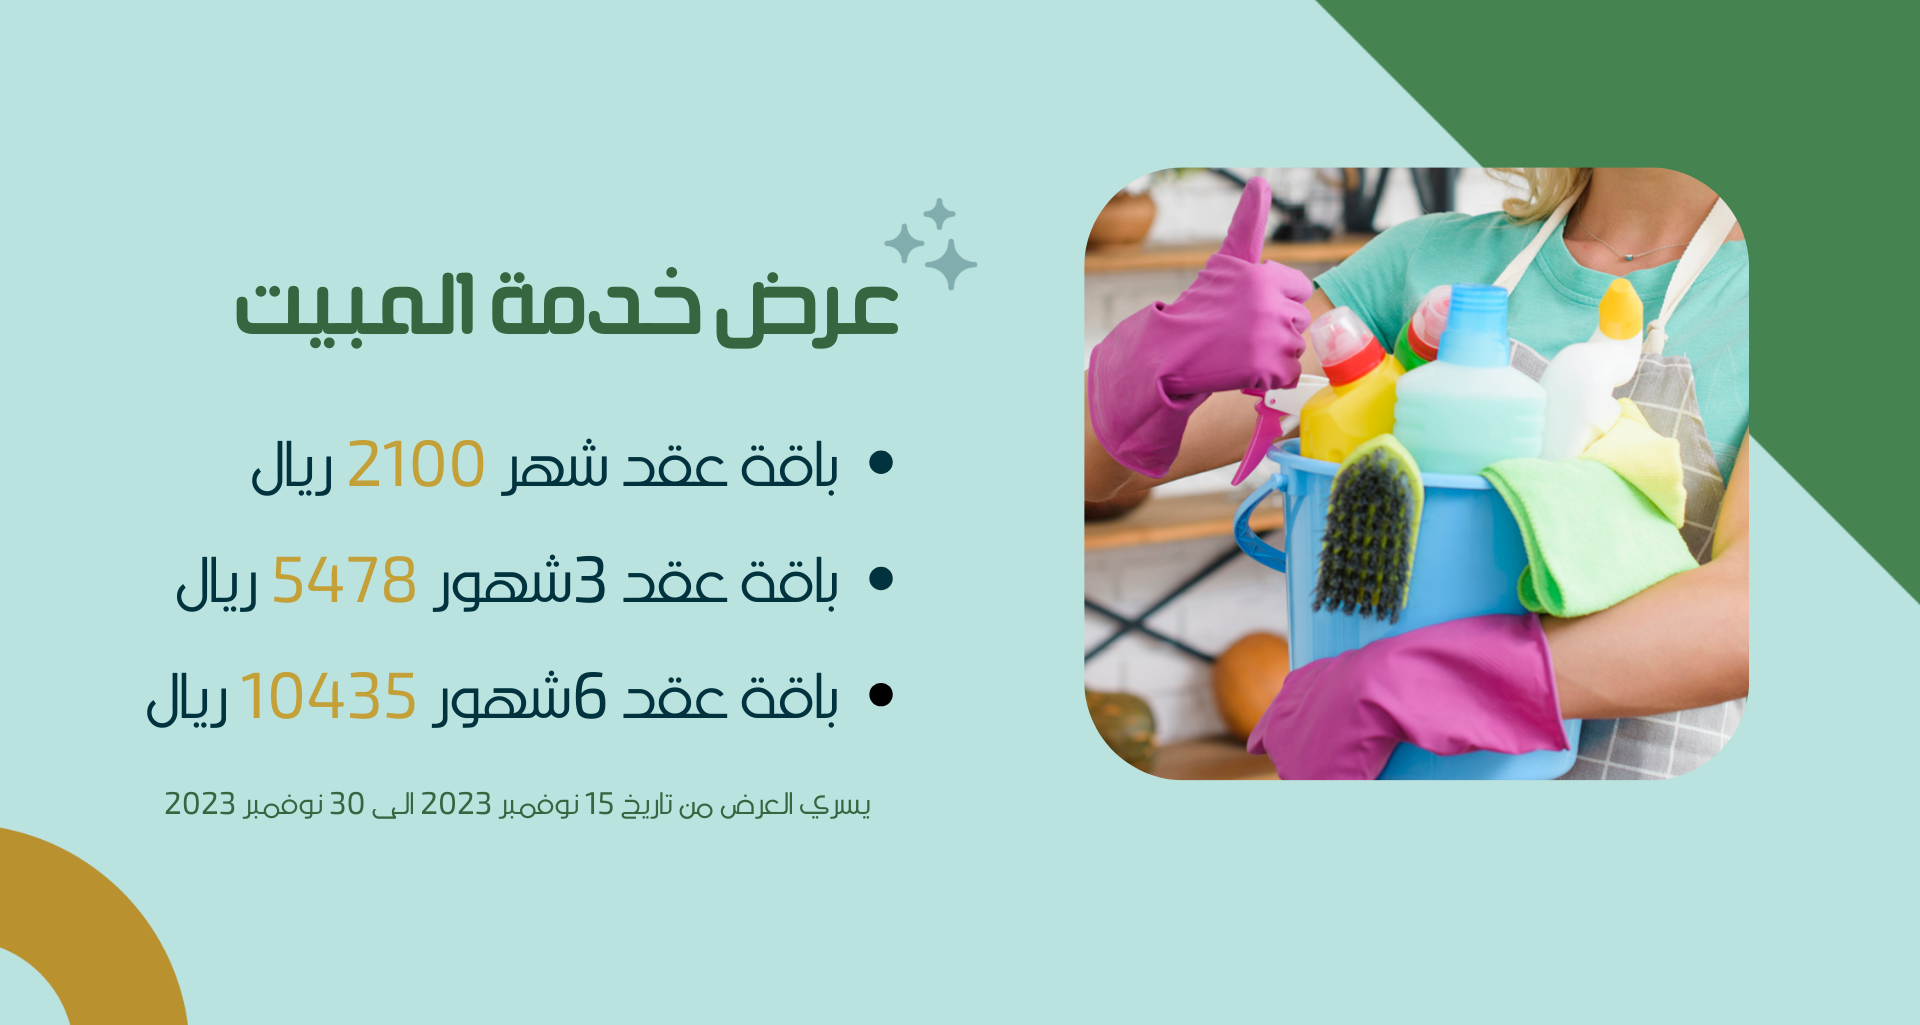 عرض خدمة المبيت
باقة عقد شهر 2100 ريال
باقة عقد 3شهور 5478 ريال
باقة عقد 6شهور 10435 ريال
يسري العرض من تاريخ 15 نوفمبر 2023 الى 30 نوفمبر 2023